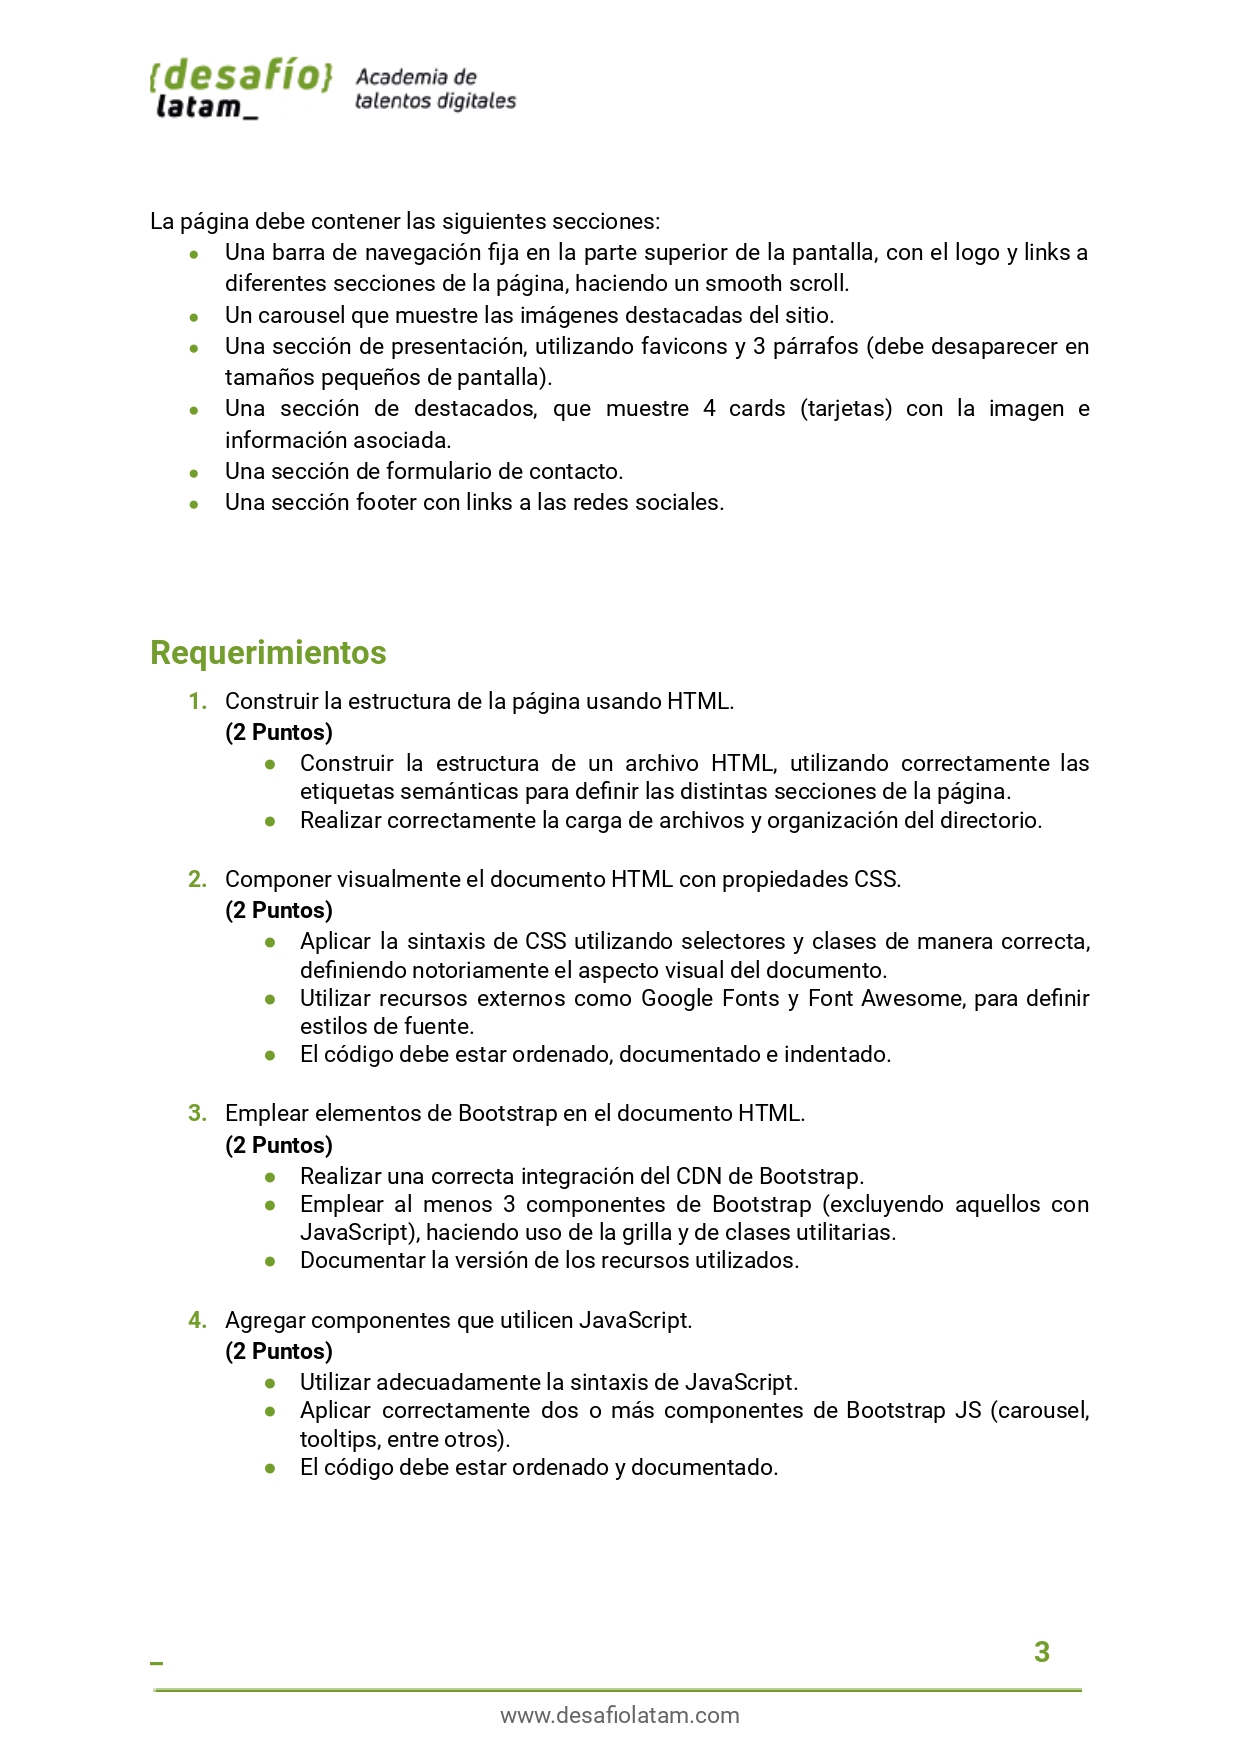 {desafío}
latam_
Academia de
talentos digitales
La página debe contener las siguientes secciones:
● Una barra de navegación fija en la parte superior de la pantalla, con el logo y links a
diferentes secciones de la página, haciendo un smooth scroll.
● Un carousel que muestre las imágenes destacadas del sitio.
● Una sección de presentación, utilizando favicons y 3 párrafos (debe desaparecer en
tamaños pequeños de pantalla).
● Una sección de destacados, que muestre 4 cards (tarjetas) con la imagen e
información asociada.
● Una sección de formulario de contacto.
● Una sección footer con links a las redes sociales.
Requerimientos
1. Construir la estructura de la página usando HTML.
(2 Puntos)
● Construir la estructura de un archivo HTML, utilizando correctamente las
etiquetas semánticas para definir las distintas secciones de la página.
● Realizar correctamente la carga de archivos y organización del directorio.
2. Componer visualmente el documento HTML con propiedades CSS.
(2 Puntos)
● Aplicar la sintaxis de CSS utilizando selectores y clases de manera correcta,
definiendo notoriamente el aspecto visual del documento.
● Utilizar recursos externos como Google Fonts y Font Awesome, para definir
estilos de fuente.
● El código debe estar ordenado, documentado e indentado.
3. Emplear elementos de Bootstrap en el documento HTML.
(2 Puntos)
● Realizar una correcta integración del CDN de Bootstrap.
● Emplear al menos 3 componentes de Bootstrap (excluyendo aquellos con
JavaScript), haciendo uso de la grilla y de clases utilitarias.
● Documentar la versión de los recursos utilizados.
4. Agregar componentes que utilicen JavaScript.
(2 Puntos)
● Utilizar adecuadamente la sintaxis de JavaScript.
● Aplicar correctamente dos o más componentes de Bootstrap JS (carousel,
tooltips, entre otros).
● El código debe estar ordenado y documentado.
_ 3
www.desafiolatam.com